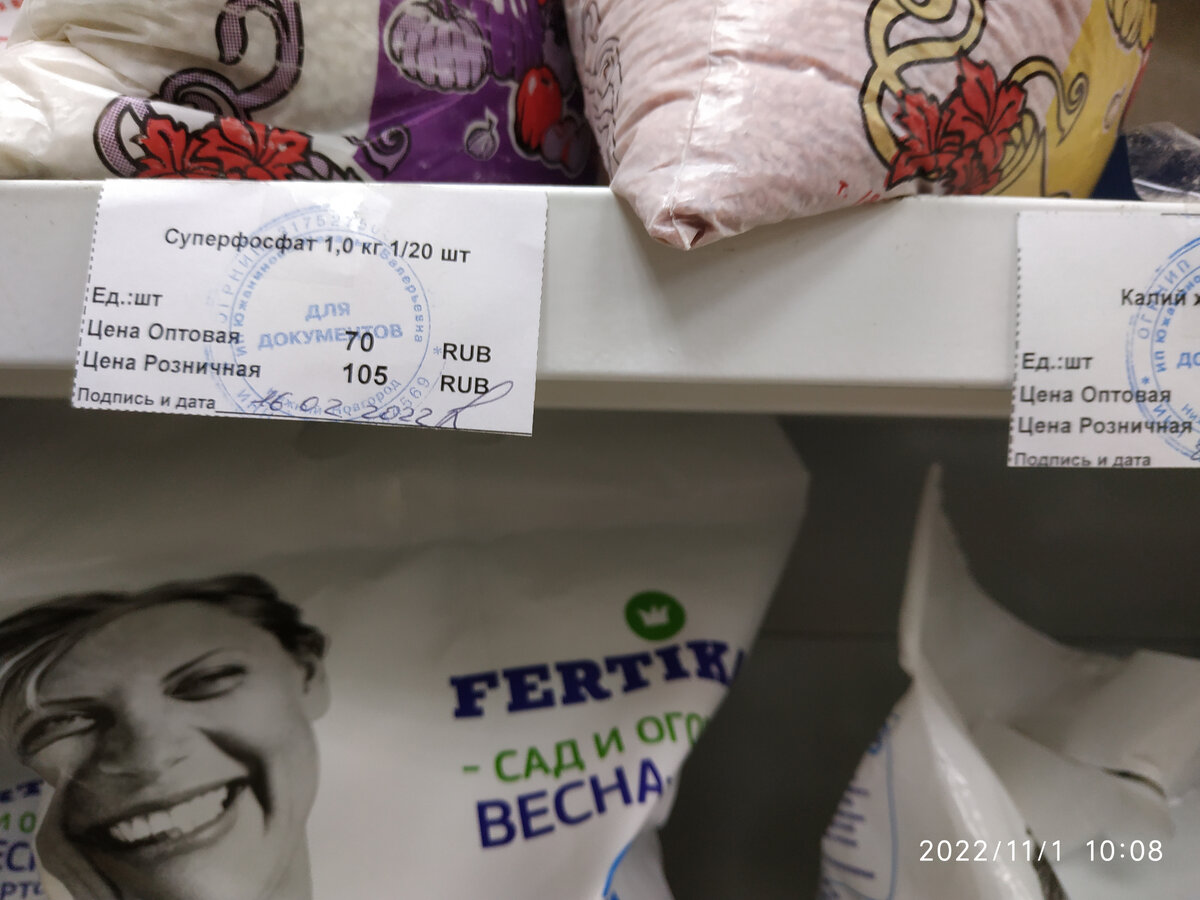 Суперфосфат 1,0 кг 1/20 шт
Ед.:шт
Цена Оптовая 70 RUB
Цена Розничная 105 RUB
Подпись и дата 16 02 2022
ДЛЯ
ДОКУМЕНТОВ
Калий
Ед.:шт
Цена Оптовая
Цена Розничная
Подпись и дата
FERTIKA
- САД И ОГО
ВЕСНА-
2022/11/1 10:08